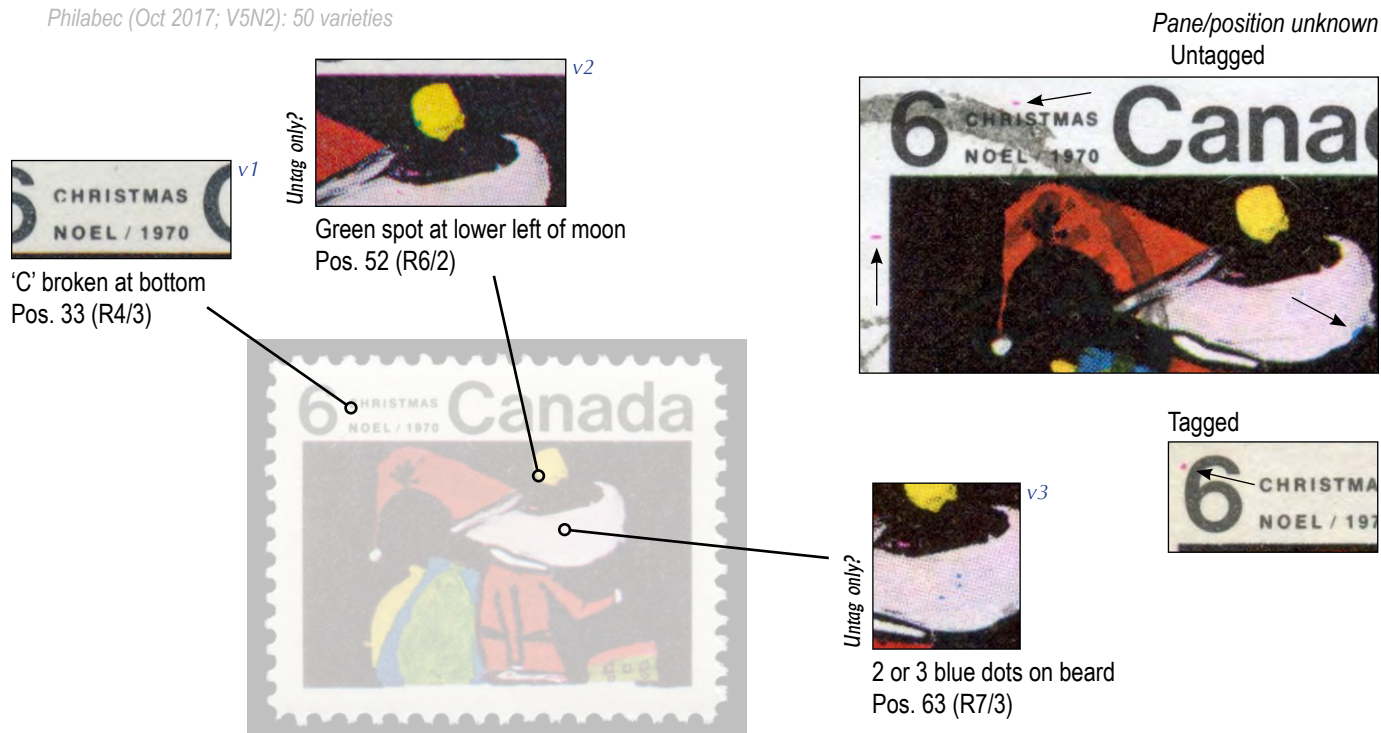 Philabec (Oct 2017; V5N2): 50 varieties
Pane/position unknown
Untagged
v2
Untag only?
Green spot at lower left of moon
Pos. 52 (R6/2)
v1
6 CHRISTMAS
NOEL / 1970
'C' broken at bottom
Pos. 33 (R4/3)
6 CHRISTMAS Canad
NOEL / 1970
6 CHRISTMAS Canada
NOEL / 1970
Tagged
6 CHRISTMA
NOEL / 197
v3
Untag only?
2 or 3 blue dots on beard
Pos. 63 (R7/3)